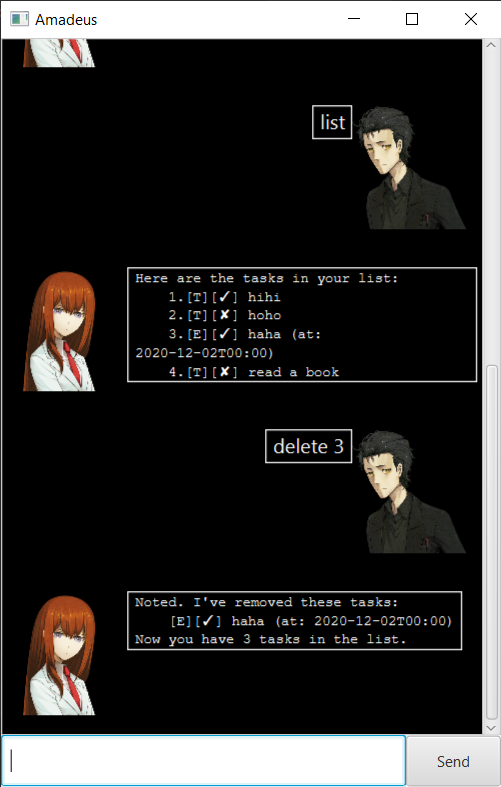 Amadeus
list
Here are the tasks in your list:
1.[T][✓] hihi
2.[T][✘] hoho
3.[E][✓] haha (at:
2020-12-02T00:00)
4.[T][✘] read a book
delete 3
Noted. I've removed these tasks:
[E][✓] haha (at: 2020-12-02T00:00)
Now you have 3 tasks in the list.
Send